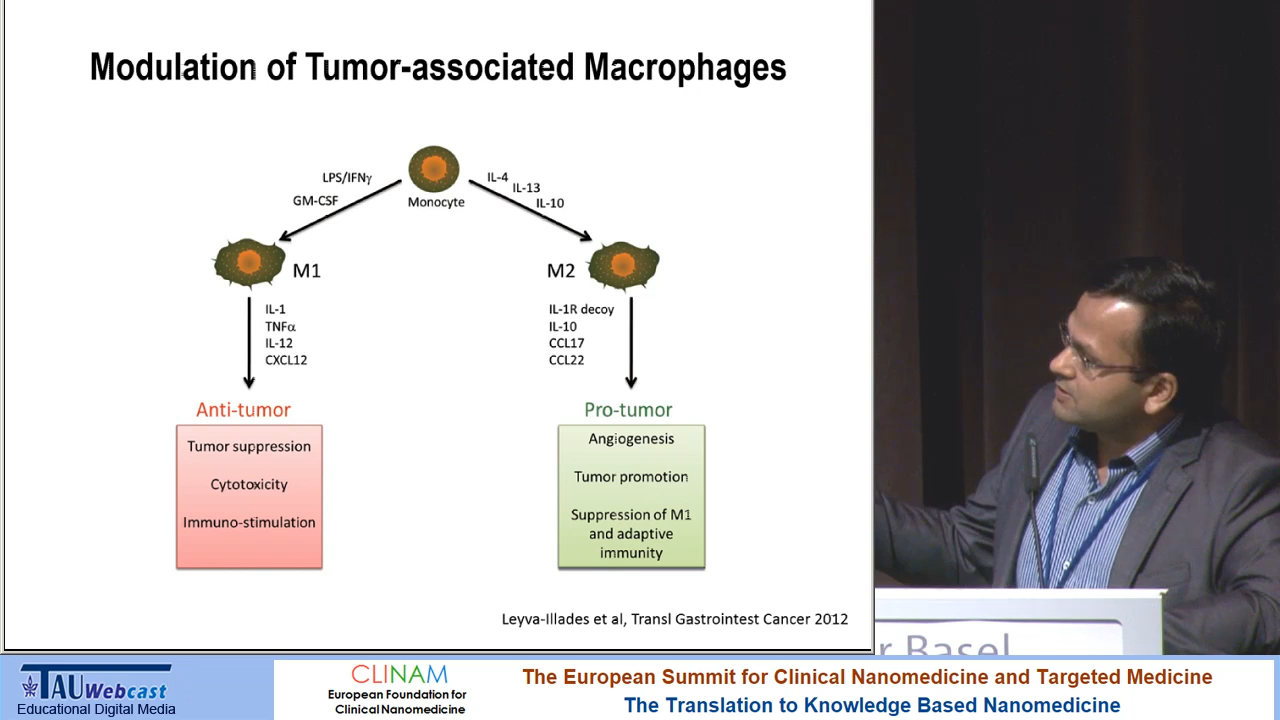 Modulation of Tumor-associated Macrophages
LPS/IFNγ
GM-CSF
Monocyte
IL-4
IL-13
IL-10
M1
M2
IL-1
TNFα
IL-12
CXCL12
IL-1R decoy
IL-10
CCL17
CCL22
Anti-tumor
Tumor suppression
Cytotoxicity
Immuno-stimulation
Pro-tumor
Angiogenesis
Tumor promotion
Suppression of M1
and adaptive
immunity
Leyva-Illades et al, Transl Gastrointest Cancer 2012
r Basel
TAU Webcast
Educational Digital Media
CLINAM
European Foundation for
Clinical Nanomedicine
The European Summit for Clinical Nanomedicine and Targeted Medicine
The Translation to Knowledge Based Nanomedicine